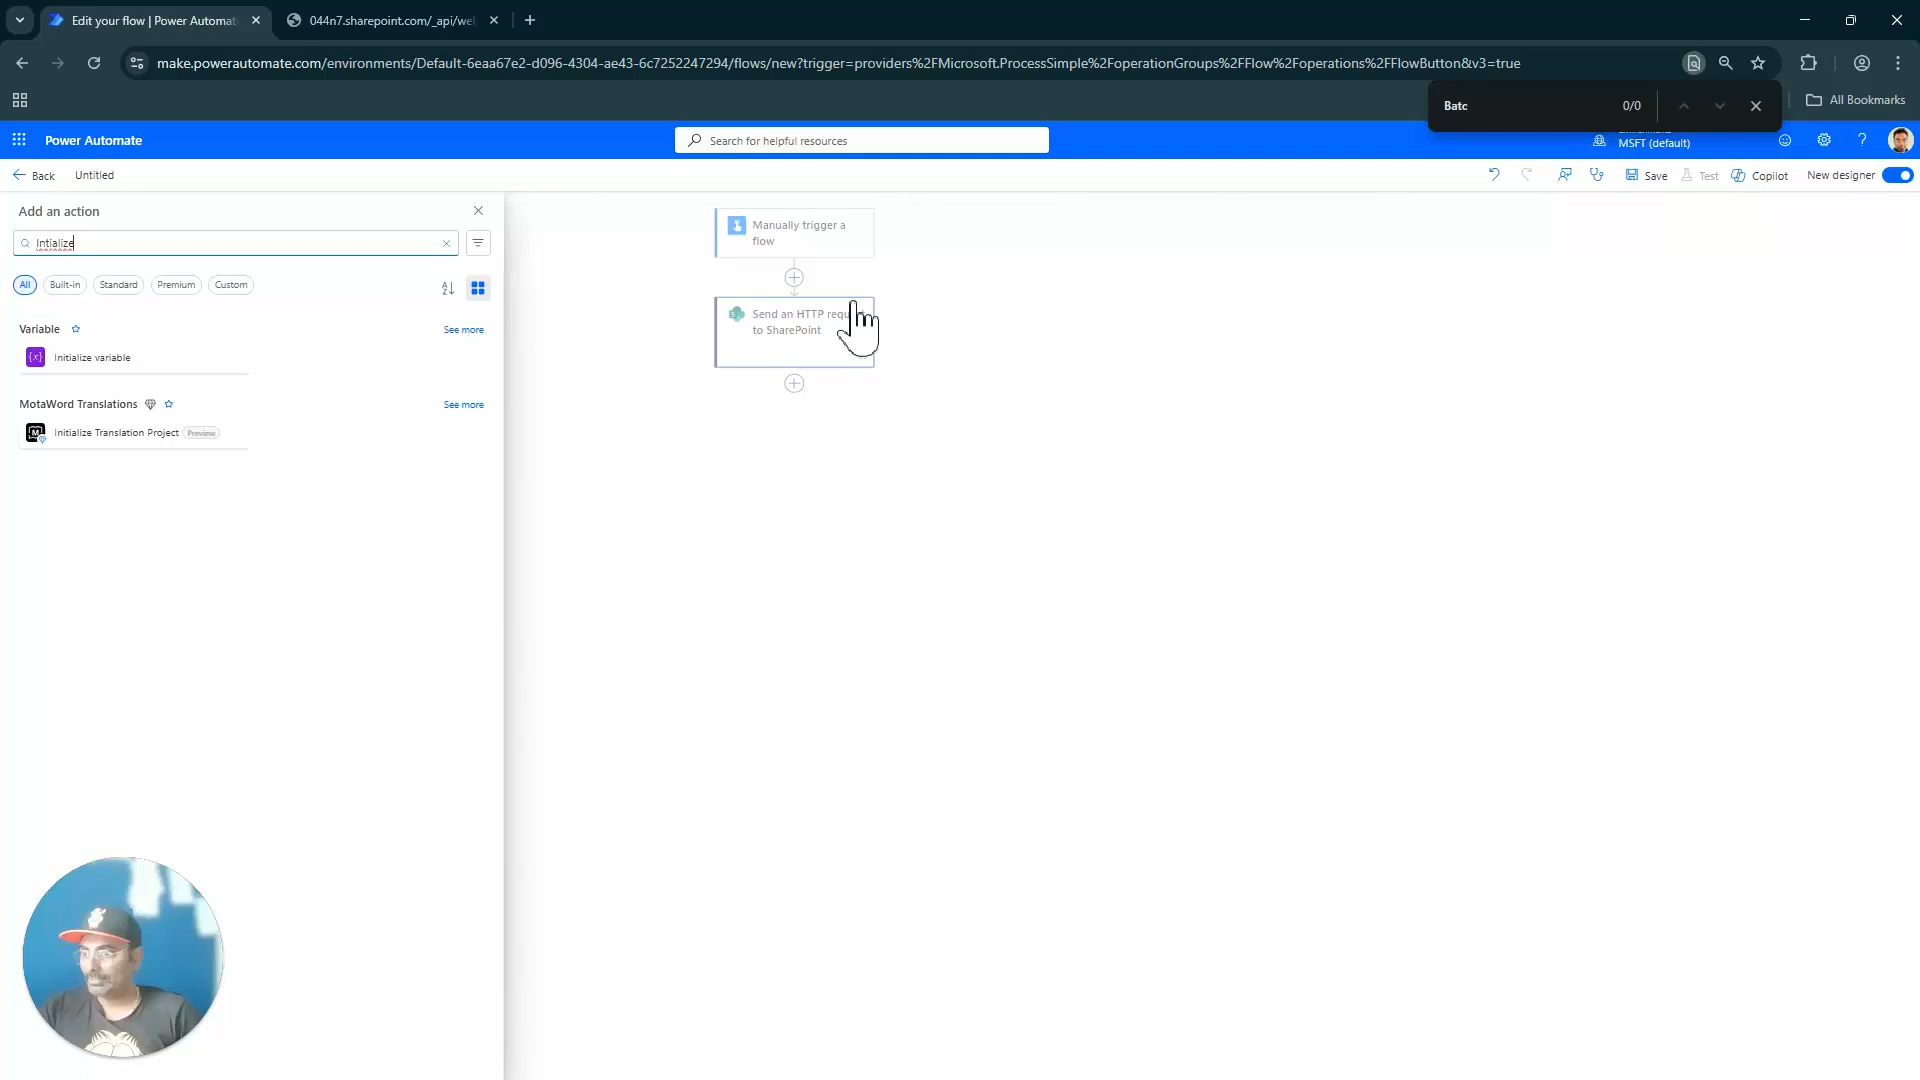 Edit your flow | Power Automat
044n7.sharepoint.com/_api/we
make.powerautomate.com/environments/Default-6eaa67e2-d096-4304-ae43-6c7252247294/flows/new?trigger=providers%2FMicrosoft.ProcessSimple%2FoperationGroups%2FFlow%2Foperations%2FFlowButton&v3=true
Batc
0/0
All Bookmarks
Power Automate
Search for helpful resources
MSFT (default)
Back
Untitled
Save
Test
Copilot
New designer
Add an action
Intialize
All
Built-in
Standard
Premium
Custom
Variable
See more
Initialize variable
MotaWord Translations
See more
Initialize Translation Project
Preview
Manually trigger a
flow
Send an HTTP requ
to SharePoint